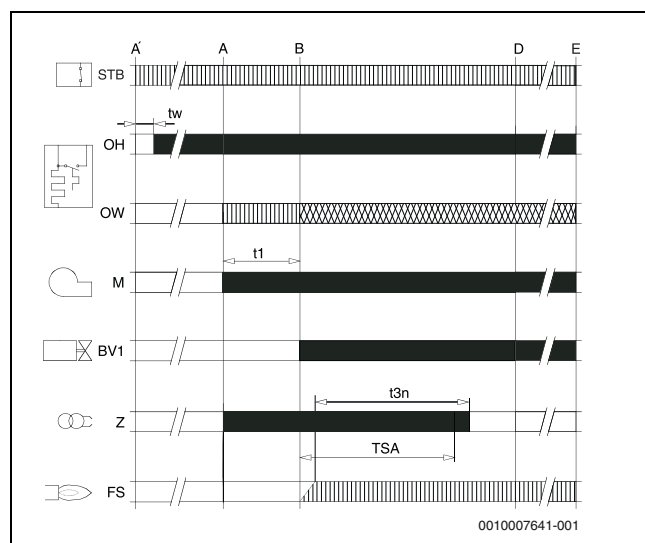 A´ A B D E
STB
tw
OH
OW
t1
M
BV1
t3n
Z
TSA
FS
0010007641-001